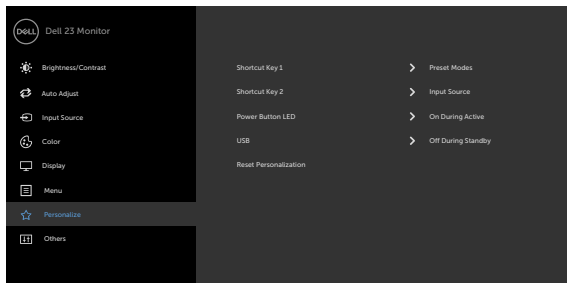 DELL Dell 23 Monitor
Brightness/Contrast
Auto Adjust
Input Source
Color
Display
Menu
Personalize
Others
Shortcut Key 1 Preset Modes
Shortcut Key 2 Input Source
Power Button LED On During Active
USB Off During Standby
Reset Personalization